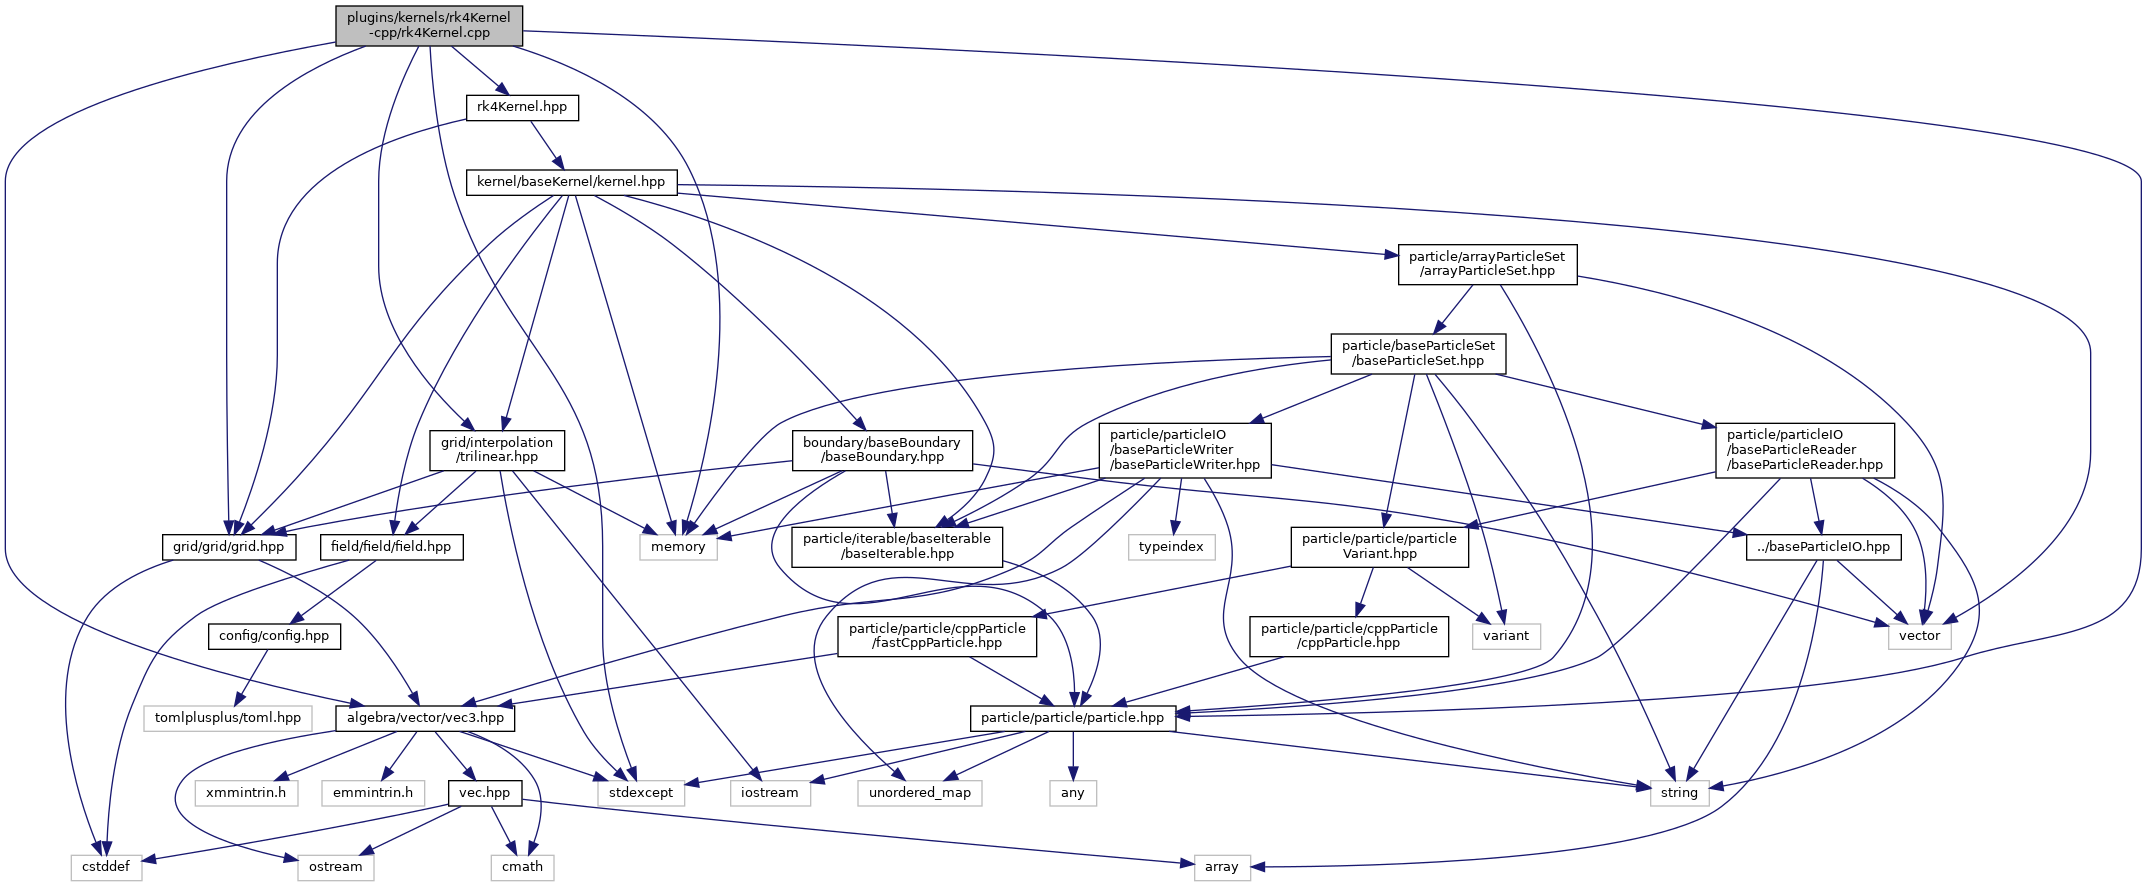 plugins/kernels/rk4Kernel
-cpp/rk4Kernel.cpp
rk4Kernel.hpp
kernel/baseKernel/kernel.hpp
particle/arrayParticleSet
/arrayParticleSet.hpp
particle/baseParticleSet
/baseParticleSet.hpp
grid/interpolation
/trilinear.hpp
boundary/baseBoundary
/baseBoundary.hpp
particle/particleIO
/baseParticleWriter
/baseParticleWriter.hpp
particle/particleIO
/baseParticleReader
/baseParticleReader.hpp
grid/grid/grid.hpp
field/field/field.hpp
memory
particle/iterable/baseIterable
/baseIterable.hpp
typeindex
particle/particle/particle
Variant.hpp
../baseParticleIO.hpp
config/config.hpp
particle/particle/cppParticle
/fastCppParticle.hpp
particle/particle/cppParticle
/cppParticle.hpp
variant
vector
tomlplusplus/toml.hpp
algebra/vector/vec3.hpp
particle/particle/particle.hpp
xmmintrin.h
emmintrin.h
vec.hpp
stdexcept
iostream
unordered_map
any
string
cstddef
ostream
cmath
array